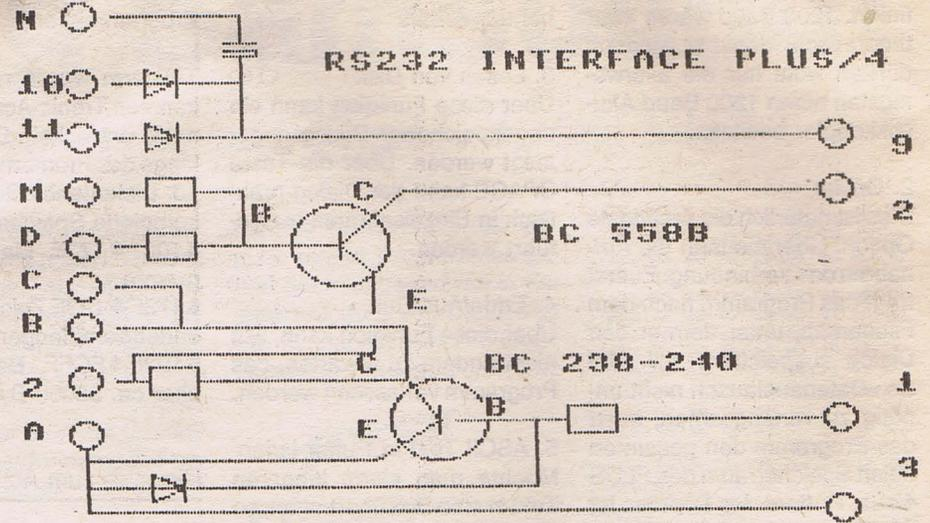 N
RS232 INTERFACE PLUS/4
10
11
9
M
B
C
2
D
BC 558B
C
E
B
C
BC 238-240
2
1
B
A
E
3